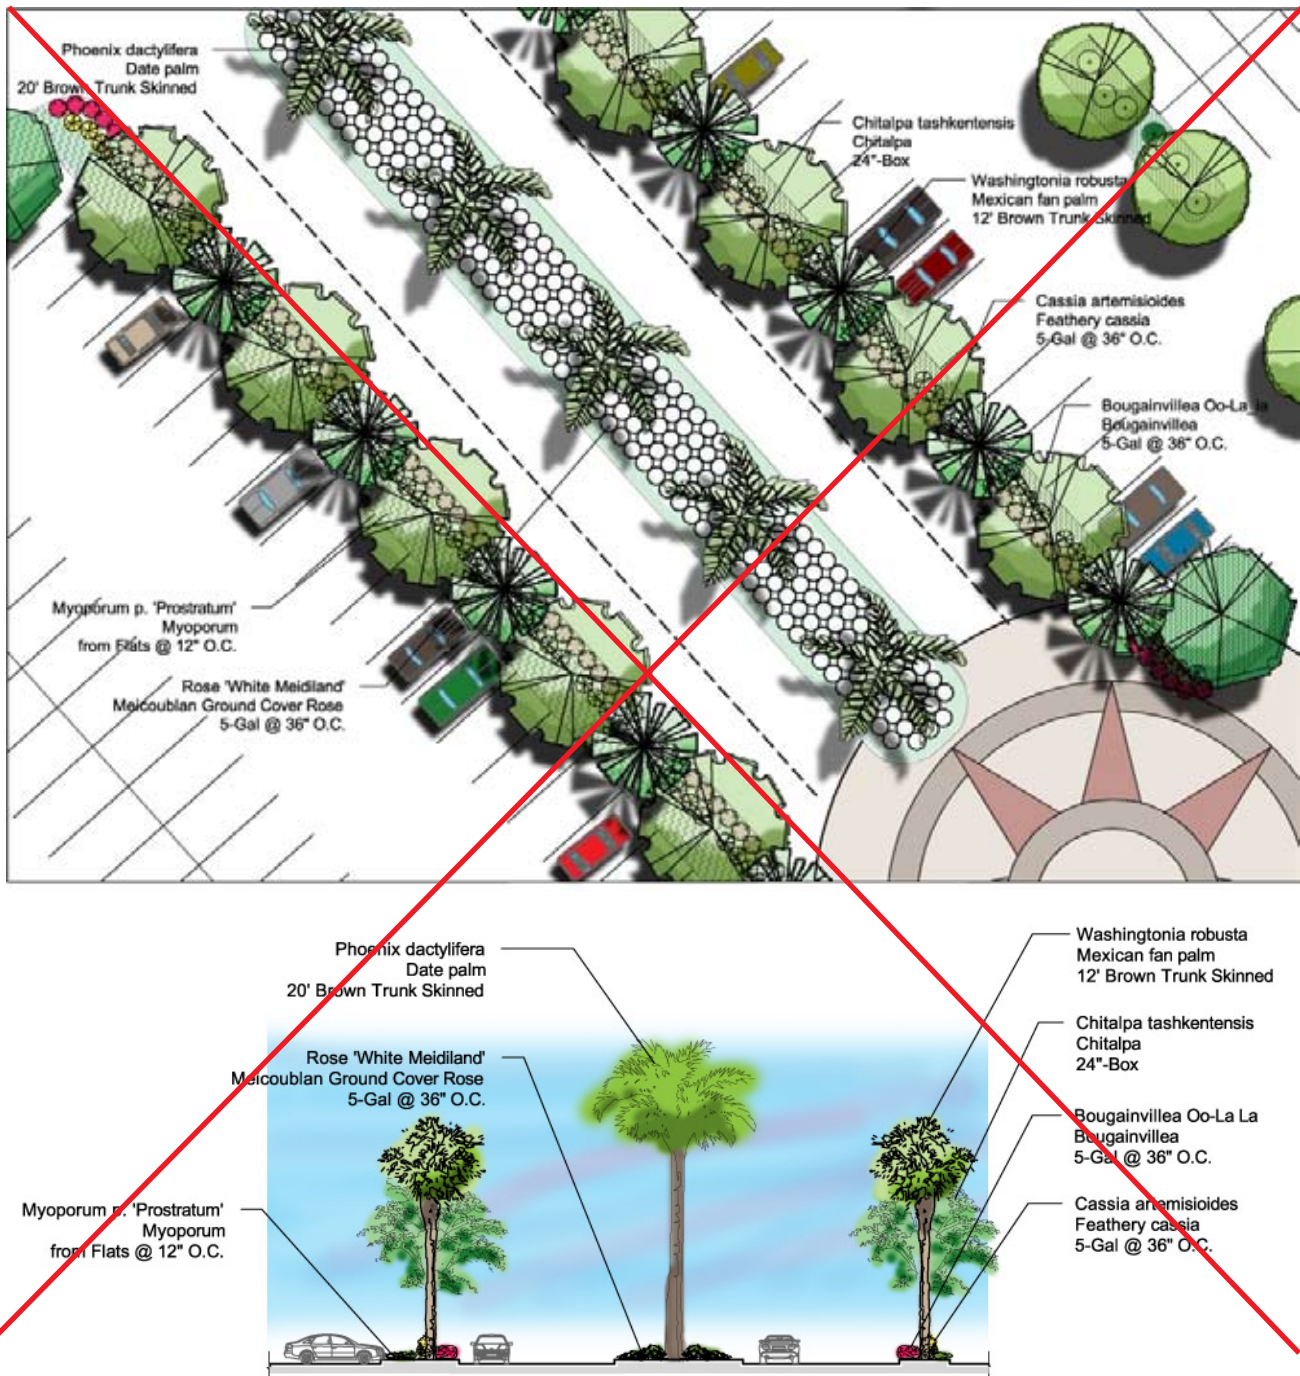 Phoenix dactylifera
Date palm
20' Brown Trunk Skinned
Chitalpa tashkentensis
Chitalpa
24"-Box
Washingtonia robusta
Mexican fan palm
12' Brown Trunk Skinned
Cassia artemisioides
Feathery cassia
5-Gal @ 36" O.C.
Bougainvillea Oo-La la
Bougainvillea
5-Gal @ 36" O.C.
Myoporum p. 'Prostratum'
Myoporum
from Flats @ 12" O.C.
Rose 'White Meidiland'
Meicoublan Ground Cover Rose
5-Gal @ 36" O.C.
Phoenix dactylifera
Date palm
20' Brown Trunk Skinned
Rose 'White Meidiland'
Meicoublan Ground Cover Rose
5-Gal @ 36" O.C.
Myoporum p. 'Prostratum'
Myoporum
from Flats @ 12" O.C.
Washingtonia robusta
Mexican fan palm
12' Brown Trunk Skinned
Chitalpa tashkentensis
Chitalpa
24"-Box
Bougainvillea Oo-La La
Bougainvillea
5-Gal @ 36" O.C.
Cassia artemisioides
Feathery cassia
5-Gal @ 36" O.C.